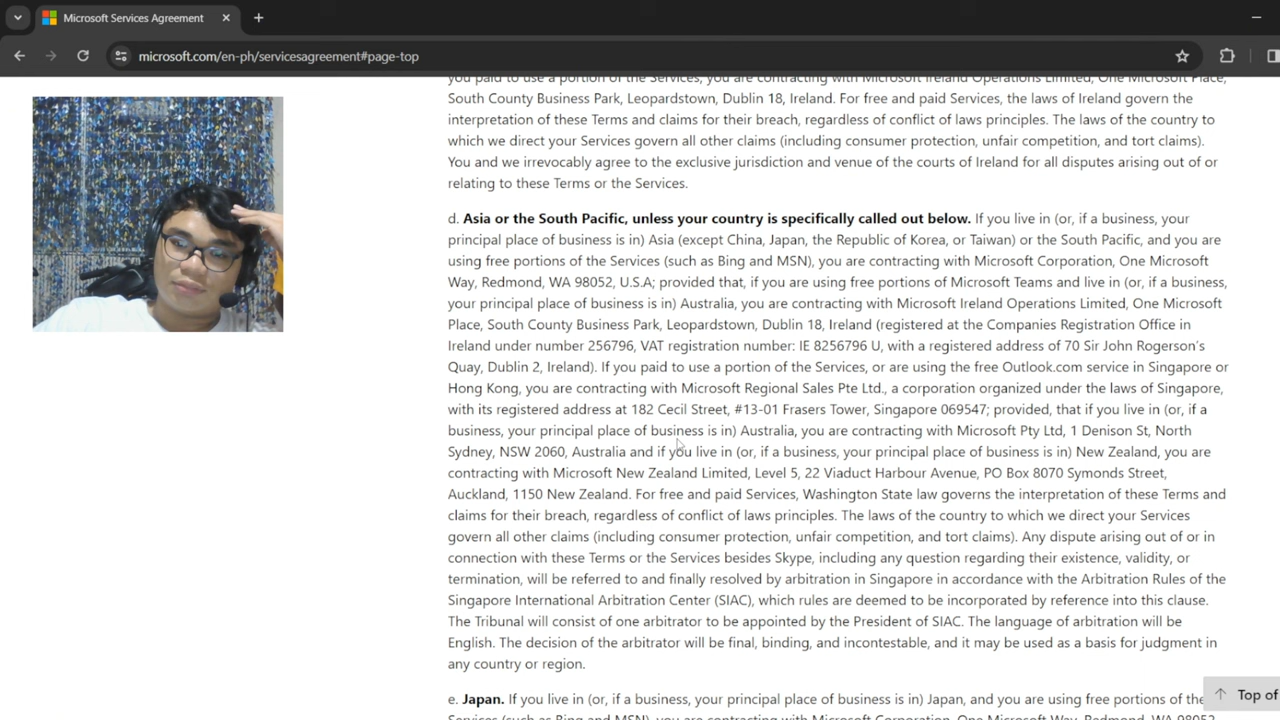 Microsoft Services Agreement
microsoft.com/en-ph/servicesagreement#page-top
you paid to use a portion of the Services, you are contracting with Microsoft Ireland Operations Limited, One Microsoft Place,
South County Business Park, Leopardstown, Dublin 18, Ireland. For free and paid Services, the laws of Ireland govern the
interpretation of these Terms and claims for their breach, regardless of conflict of laws principles. The laws of the country to
which we direct your Services govern all other claims (including consumer protection, unfair competition, and tort claims).
You and we irrevocably agree to the exclusive jurisdiction and venue of the courts of Ireland for all disputes arising out of or
relating to these Terms or the Services.
d. Asia or the South Pacific, unless your country is specifically called out below. If you live in (or, if a business, your
principal place of business is in) Asia (except China, Japan, the Republic of Korea, or Taiwan) or the South Pacific, and you are
using free portions of the Services (such as Bing and MSN), you are contracting with Microsoft Corporation, One Microsoft
Way, Redmond, WA 98052, U.S.A; provided that, if you are using free portions of Microsoft Teams and live in (or, if a business,
your principal place of business is in) Australia, you are contracting with Microsoft Ireland Operations Limited, One Microsoft
Place, South County Business Park, Leopardstown, Dublin 18, Ireland (registered at the Companies Registration Office in
Ireland under number 256796, VAT registration number: IE 8256796 U, with a registered address of 70 Sir John Rogerson's
Quay, Dublin 2, Ireland). If you paid to use a portion of the Services, or are using the free Outlook.com service in Singapore or
Hong Kong, you are contracting with Microsoft Regional Sales Pte Ltd., a corporation organized under the laws of Singapore,
with its registered address at 182 Cecil Street, #13-01 Frasers Tower, Singapore 069547; provided, that if you live in (or, if a
business, your principal place of business is in) Australia, you are contracting with Microsoft Pty Ltd, 1 Denison St, North
Sydney, NSW 2060, Australia and if you live in (or, if a business, your principal place of business is in) New Zealand, you are
contracting with Microsoft New Zealand Limited, Level 5, 22 Viaduct Harbour Avenue, PO Box 8070 Symonds Street,
Auckland, 1150 New Zealand. For free and paid Services, Washington State law governs the interpretation of these Terms and
claims for their breach, regardless of conflict of laws principles. The laws of the country to which we direct your Services
govern all other claims (including consumer protection, unfair competition, and tort claims). Any dispute arising out of or in
connection with these Terms or the Services besides Skype, including any question regarding their existence, validity, or
termination, will be referred to and finally resolved by arbitration in Singapore in accordance with the Arbitration Rules of the
Singapore International Arbitration Center (SIAC), which rules are deemed to be incorporated by reference into this clause.
The Tribunal will consist of one arbitrator to be appointed by the President of SIAC. The language of arbitration will be
English. The decision of the arbitrator will be final, binding, and incontestable, and it may be used as a basis for judgment in
any country or region.
e. Japan. If you live in (or, if a business, your principal place of business is in) Japan, and you are using free portions of the
Services (such as Bing and MSN), you are contracting with Microsoft Corporation, One Microsoft Way, Redmond, WA 98052,
Top of